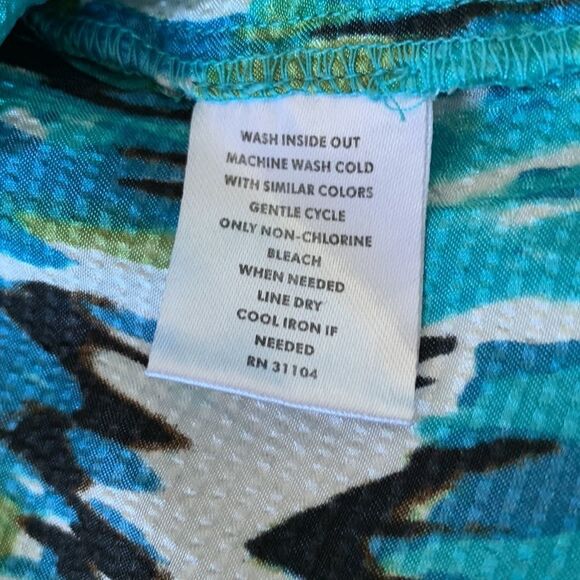 WASH INSIDE OUT
MACHINE WASH COLD
WITH SIMILAR COLORS
GENTLE CYCLE
ONLY NON-CHLORINE
BLEACH
WHEN NEEDED
LINE DRY
COOL IRON IF
NEEDED
RN 31104